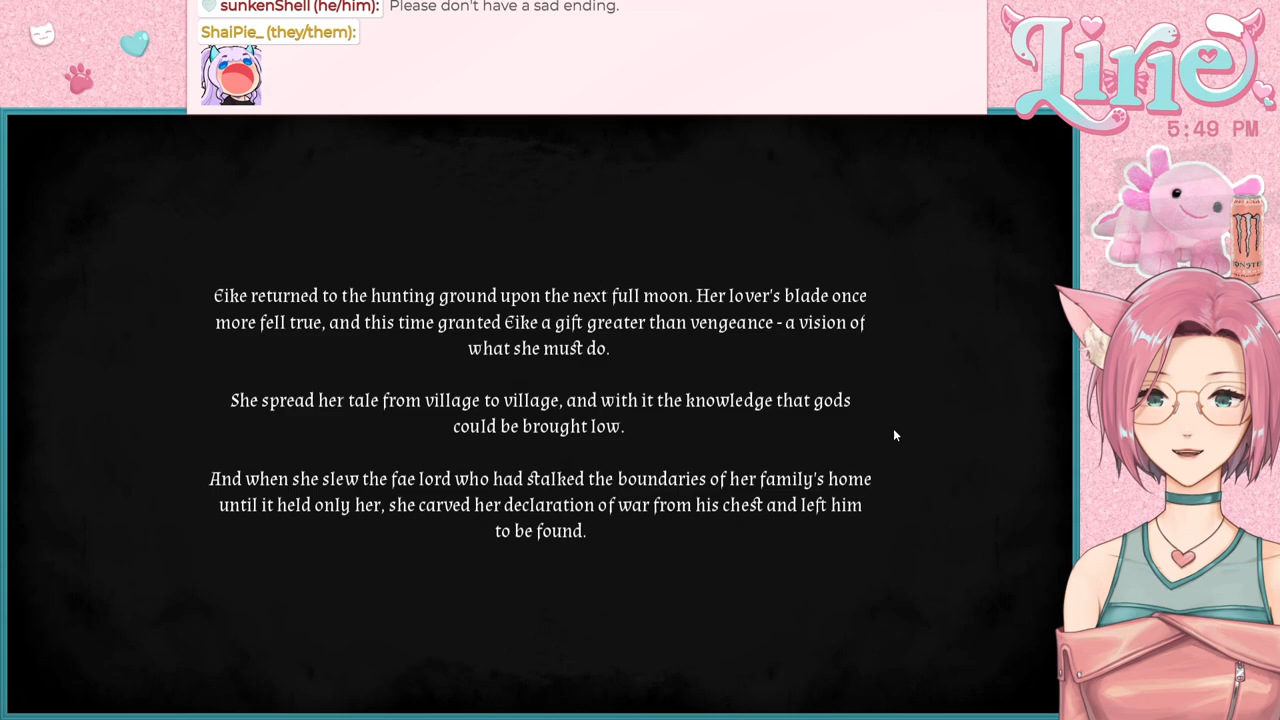 sunkenShell (he/him): Please don't have a sad ending.
ShaiPie_ (they/them):
Lirie
5:49 PM
MONSTER
Eike returned to the hunting ground upon the next full moon. Her lover's blade once
more fell true, and this time granted Eike a gift greater than vengeance - a vision of
what she must do.
She spread her tale from village to village, and with it the knowledge that gods
could be brought low.
And when she slew the fae lord who had stalked the boundaries of her family's home
until it held only her, she carved her declaration of war from his chest and left him
to be found.